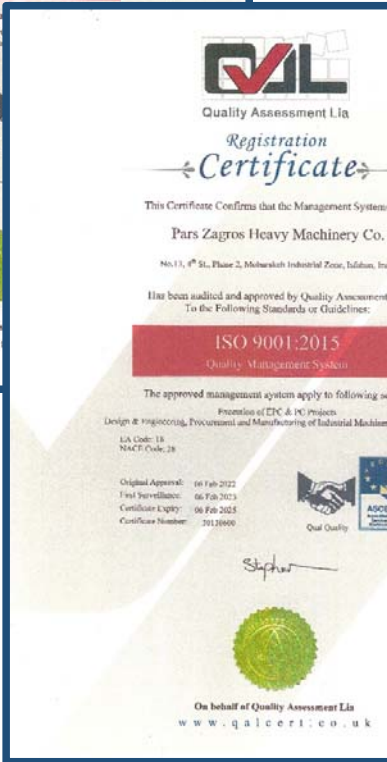 QAL
Quality Assessment Lia
Registration
Certificate
This Certificate Confirms that the Management System
Pars Zagros Heavy Machinery Co.
No.13, 4th St., Phase 2, Mobarakeh Industrial Zone, Isfahan,
Has been audited and approved by Quality Assessment
To the Following Standards or Guidelines:
ISO 9001:2015
Quality Management System
The approved management system apply to following
Execution of EPC & PC Projects
Design & Engineering, Procurement and Manufacturing of Industrial
EA Code: 18
NACE Code: 28
Original Approval: 06 Feb 2022
First Surveillance: 06 Feb 2023
Certificate Expiry: 06 Feb 2025
Certificate Number: 20120600
Qual Quality
ASCE
On behalf of Quality Assessment Lia
www.qalcert.co.uk